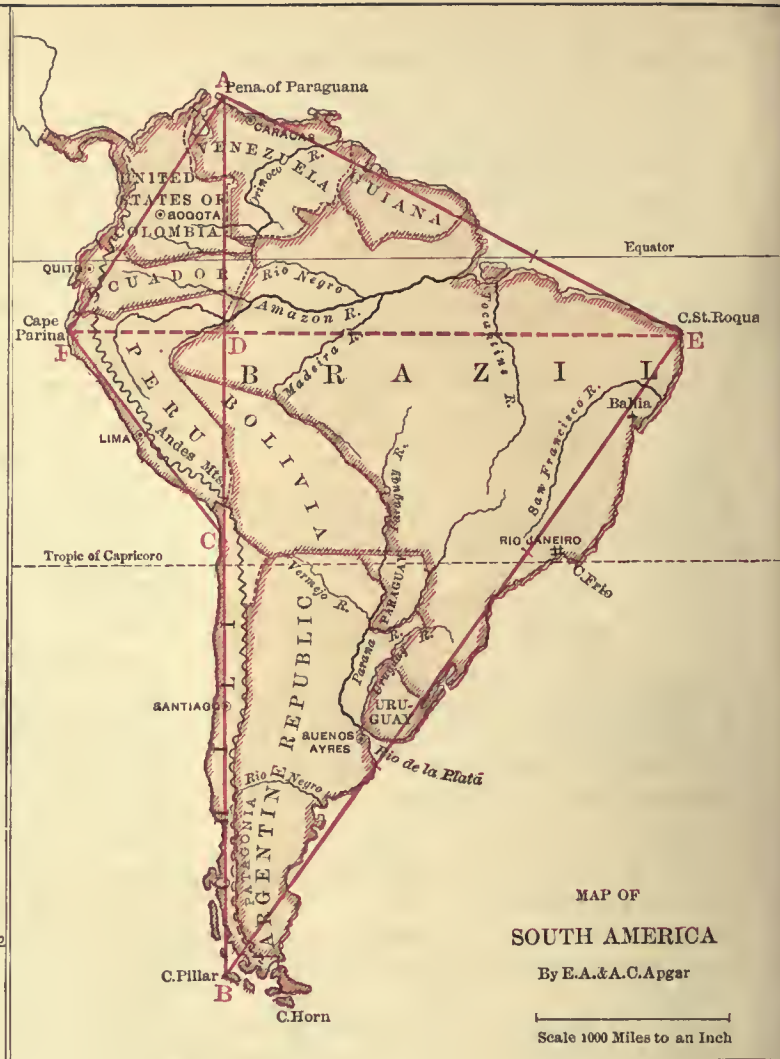 A
Pena. of Paraguana
CARACAS
VENEZUELA
Orinoco R.
GUIANA
UNITED
STATES OF
BOGOTA
COLOMBIA
Equator
QUITO
ECUADOR
Rio Negro
Amazon R.
Cape
Parina
F
D
C.St.Roqua
E
BRAZIL
Madeira R.
Tocantins R.
San Francisco R.
Bahia
PERU
BOLIVIA
LIMA
Andes Mts.
Paraguay R.
C
RIO JANEIRO
Tropic of Capricoro
C.Frio
Vermejo R.
PARAGUAY
Parana R.
Uruguay R.
CHILI
SANTIAGO
URU-
GUAY
BUENOS
AYRES
Rio de la Plata
Rio Negro
ARGENTINE REPUBLIC
PATAGONIA
C.Pillar
B
C.Horn
MAP OF
SOUTH AMERICA
By E.A.&A.C.Apgar
Scale 1000 Miles to an Inch